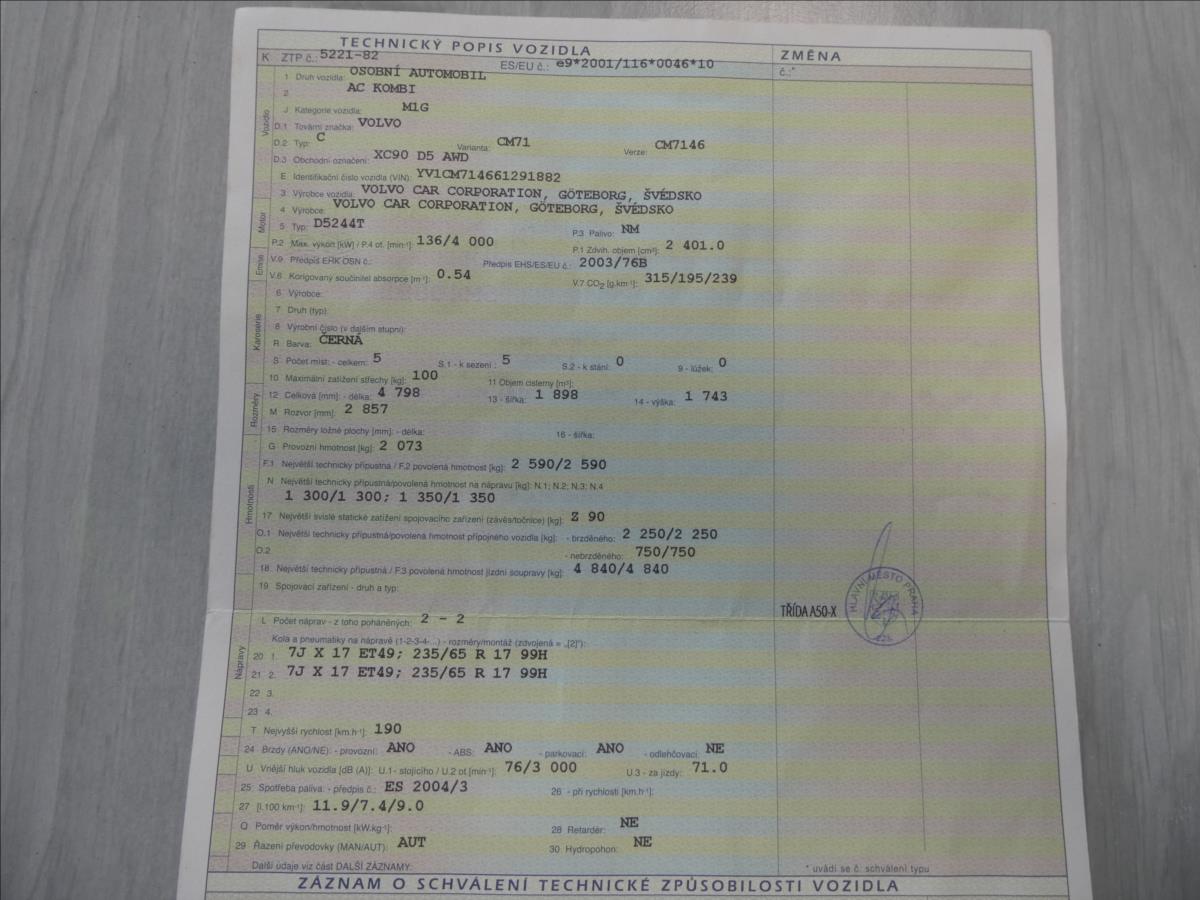 TECHNICKÝ POPIS VOZIDLA
ZMĚNA
K ZTP č.: 5221-82 ES/EU č.: e9*2001/116*0046*10
č.:*
Vozidlo
1 Druh vozidla: OSOBNÍ AUTOMOBIL
2 AC KOMBI
J Kategorie vozidla: M1G
D.1 Tovární značka: VOLVO
D.2 Typ: C Varianta: CM71 Verze: CM7146
D.3 Obchodní označení: XC90 D5 AWD
E Identifikační číslo vozidla (VIN): YV1CM714661291882
3 Výrobce vozidla: VOLVO CAR CORPORATION, GÖTEBORG, ŠVÉDSKO
Motor
4 Výrobce: VOLVO CAR CORPORATION, GÖTEBORG, ŠVÉDSKO
5 Typ: D5244T P.3 Palivo: NM
P.2 Max. výkon [kW] / P.4 ot. [min⁻¹]: 136/4 000 P.1 Zdvih. objem [cm³]: 2 401.0
Emise
V.9 Předpis EHK OSN č.: Předpis EHS/ES/EU č.: 2003/76B
V.6 Korigovaný součinitel absorpce [m⁻¹]: 0.54 V.7 CO₂ [g.km⁻¹]: 315/195/239
Karosérie
6 Výrobce:
7 Druh (typ):
8 Výrobní číslo (v dalším stupni):
R Barva: ČERNÁ
S Počet míst: - celkem: 5 S.1 - k sezení: 5 S.2 - k stání: 0 9 - lůžek: 0
10 Maximální zatížení střechy [kg]: 100 11 Objem cisterny [m³]:
Rozměry
12 Celková [mm]: - délka: 4 798 13 - šířka: 1 898 14 - výška: 1 743
M Rozvor [mm]: 2 857
15 Rozměry ložné plochy [mm]: - délka: 16 - šířka:
Hmotnosti
G Provozní hmotnost [kg]: 2 073
F.1 Největší technicky přípustná / F.2 povolená hmotnost [kg]: 2 590/2 590
N Největší technicky přípustná/povolená hmotnost na nápravu [kg]: N.1; N.2; N.3; N.4
1 300/1 300; 1 350/1 350
17 Největší svislé statické zatížení spojovacího zařízení (závěs/točnice) [kg]: Z 90
O.1 Největší technicky přípustná/povolená hmotnost přípojného vozidla [kg]: - brzděného: 2 250/2 250
O.2 - nebrzděného: 750/750
18 Největší technicky přípustná / F.3 povolená hmotnost jízdní soupravy [kg]: 4 840/4 840
19 Spojovací zařízení - druh a typ:
TŘÍDA A50-X
HLAVNÍ MĚSTO PRAHA
Nápravy
L Počet náprav - z toho poháněných: 2 - 2
Kola a pneumatiky na nápravě (1-2-3-4-...) - rozměry/montáž (zdvojená = „[2]"):
20 1. 7J X 17 ET49; 235/65 R 17 99H
21 2. 7J X 17 ET49; 235/65 R 17 99H
22 3.
23 4.
T Nejvyšší rychlost [km.h⁻¹]: 190
24 Brzdy (ANO/NE): - provozní: ANO - ABS: ANO - parkovací: ANO - odlehčovací: NE
U Vnější hluk vozidla [dB (A)]: U.1- stojícího / U.2 ot.[min⁻¹]: 76/3 000 U.3 - za jízdy: 71.0
25 Spotřeba paliva: - předpis č.: ES 2004/3 26 - při rychlosti [km.h⁻¹]:
27 [l.100 km⁻¹]: 11.9/7.4/9.0
Q Poměr výkon/hmotnost [kW.kg⁻¹]: 28 Retardér: NE
29 Řazení převodovky (MAN/AUT): AUT 30 Hydropohon: NE
Další údaje viz část DALŠÍ ZÁZNAMY:
* uvádí se č. schválení typu
ZÁZNAM O SCHVÁLENÍ TECHNICKÉ ZPŮSOBILOSTI VOZIDLA